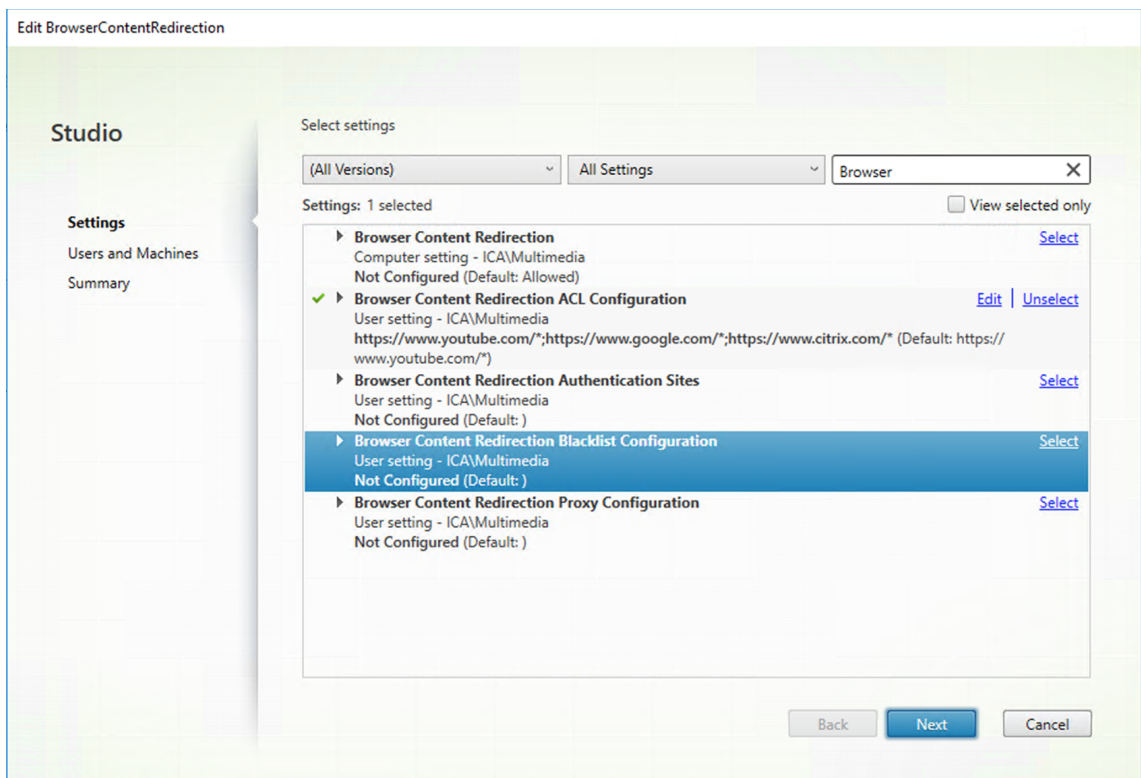 Edit BrowserContentRedirection
Studio
Settings
Users and Machines
Summary
Select settings
(All Versions) All Settings Browser
Settings: 1 selected View selected only
Browser Content Redirection Select
Computer setting - ICA\Multimedia
Not Configured (Default: Allowed)
Browser Content Redirection ACL Configuration Edit | Unselect
User setting - ICA\Multimedia
https://www.youtube.com/*;https://www.google.com/*;https://www.citrix.com/* (Default: https://
www.youtube.com/*)
Browser Content Redirection Authentication Sites Select
User setting - ICA\Multimedia
Not Configured (Default: )
Browser Content Redirection Blacklist Configuration Select
User setting - ICA\Multimedia
Not Configured (Default: )
Browser Content Redirection Proxy Configuration Select
User setting - ICA\Multimedia
Not Configured (Default: )
Back Next Cancel